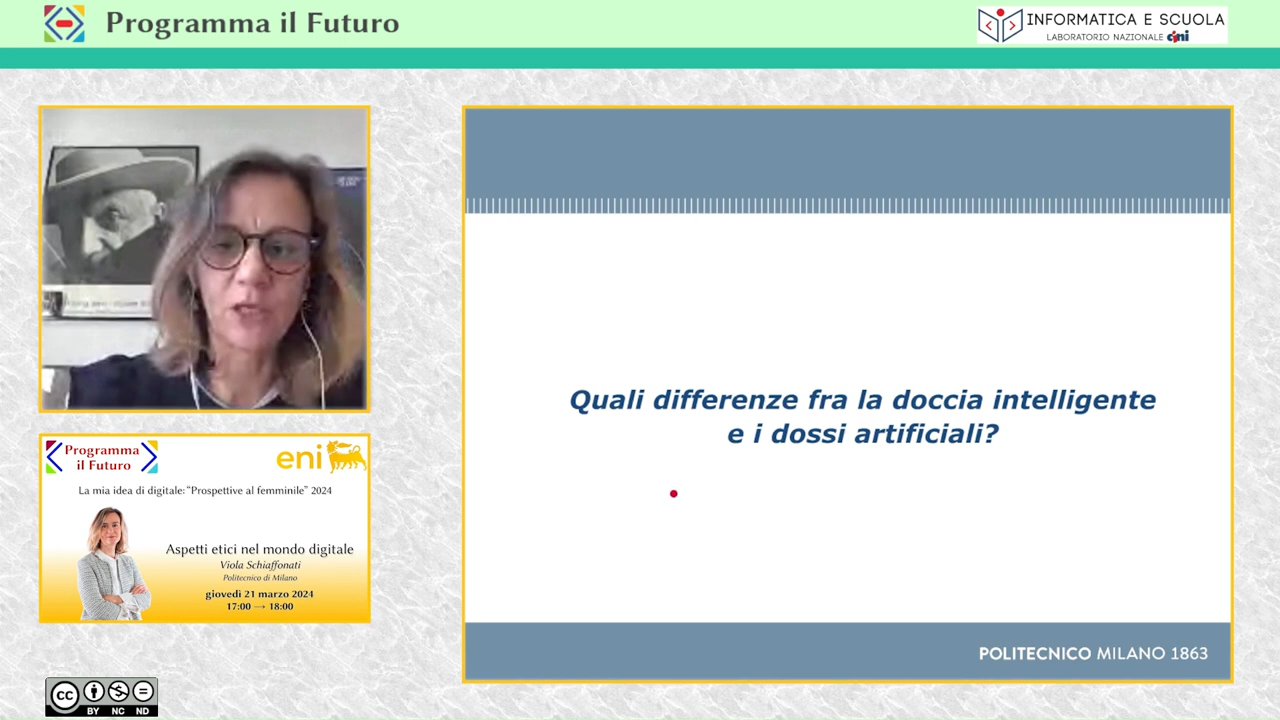 Programma il Futuro
INFORMATICA E SCUOLA
LABORATORIO NAZIONALE cini
Quali differenze fra la doccia intelligente
e i dossi artificiali?
Programma
il Futuro
eni
La mia idea di digitale: "Prospettive al femminile" 2024
Aspetti etici nel mondo digitale
Viola Schiaffonati
Politecnico di Milano
giovedì 21 marzo 2024
17:00 → 18:00
POLITECNICO MILANO 1863
cc
BY NC ND